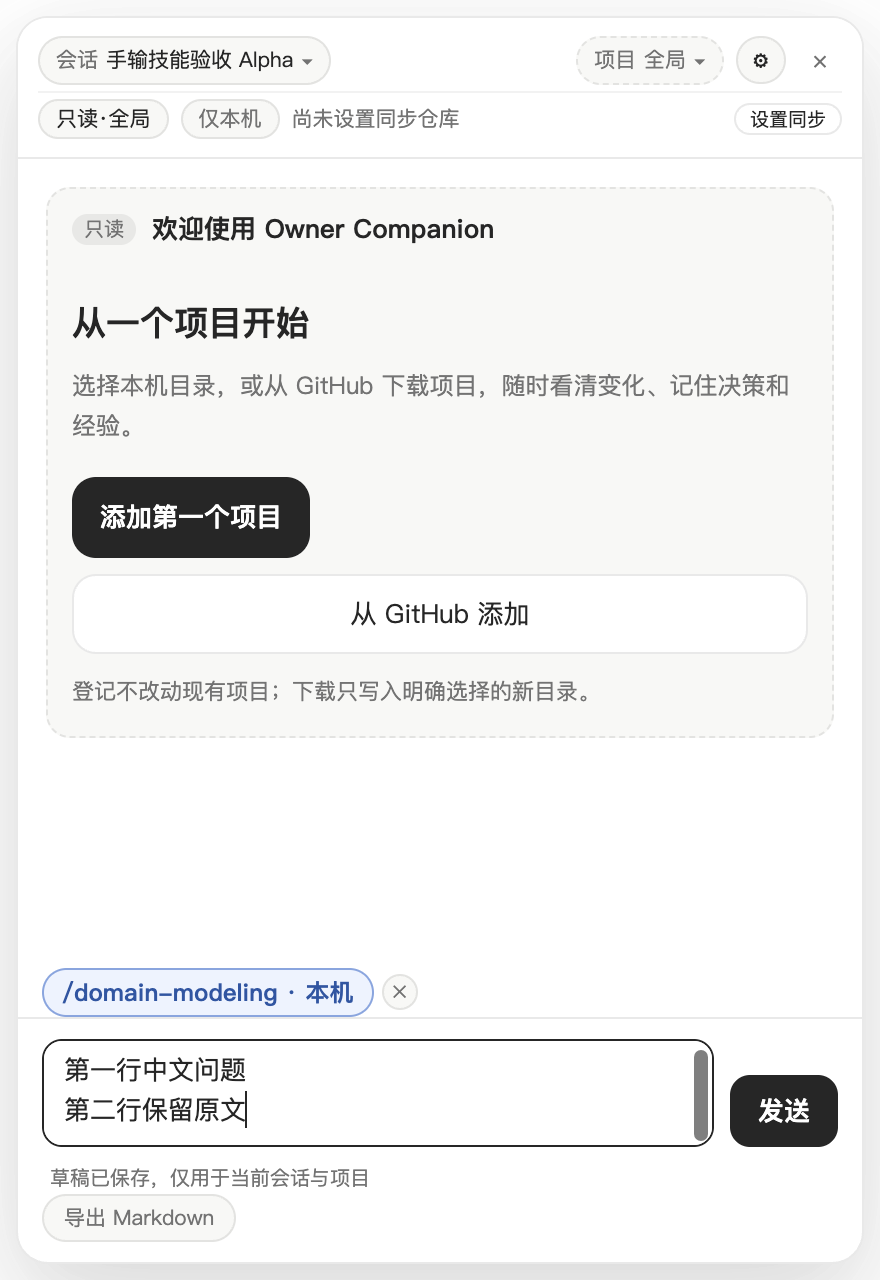 会话 手输技能验收 Alpha 项目 全局
只读·全局 仅本机 尚未设置同步仓库 设置同步
只读 欢迎使用 Owner Companion
从一个项目开始
选择本机目录，或从 GitHub 下载项目，随时看清变化、记住决策和
经验。
添加第一个项目
从 GitHub 添加
登记不改动现有项目；下载只写入明确选择的新目录。
/domain-modeling · 本机
第一行中文问题
第二行保留原文
发送
草稿已保存，仅用于当前会话与项目
导出 Markdown